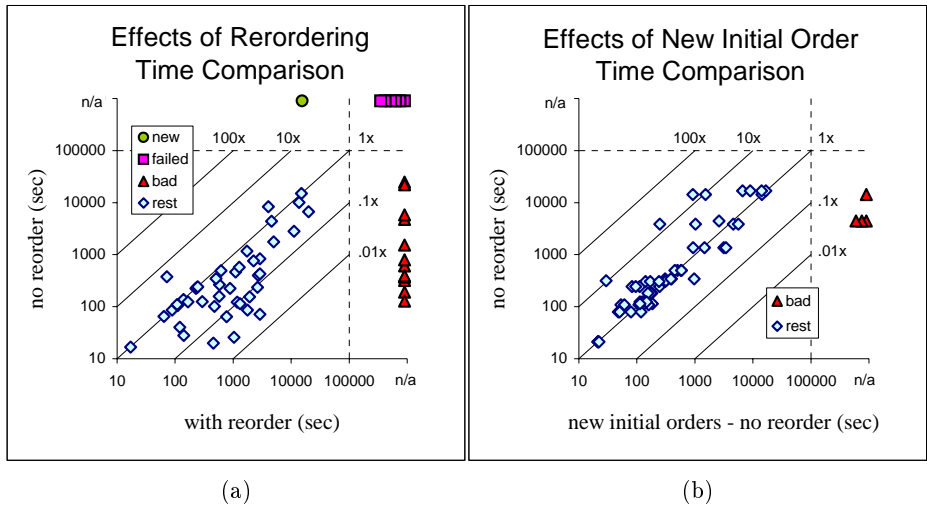 Effects of Rerordering
Time Comparison
n/a
100000
10000
1000
100
10
no reorder (sec)
100x
10x
1x
.1x
.01x
new
failed
bad
rest
10
100
1000
10000
100000
n/a
with reorder (sec)
(a)
Effects of New Initial Order
Time Comparison
n/a
100000
10000
1000
100
10
no reorder (sec)
100x
10x
1x
.1x
.01x
bad
rest
10
100
1000
10000
100000
n/a
new initial orders - no reorder (sec)
(b)